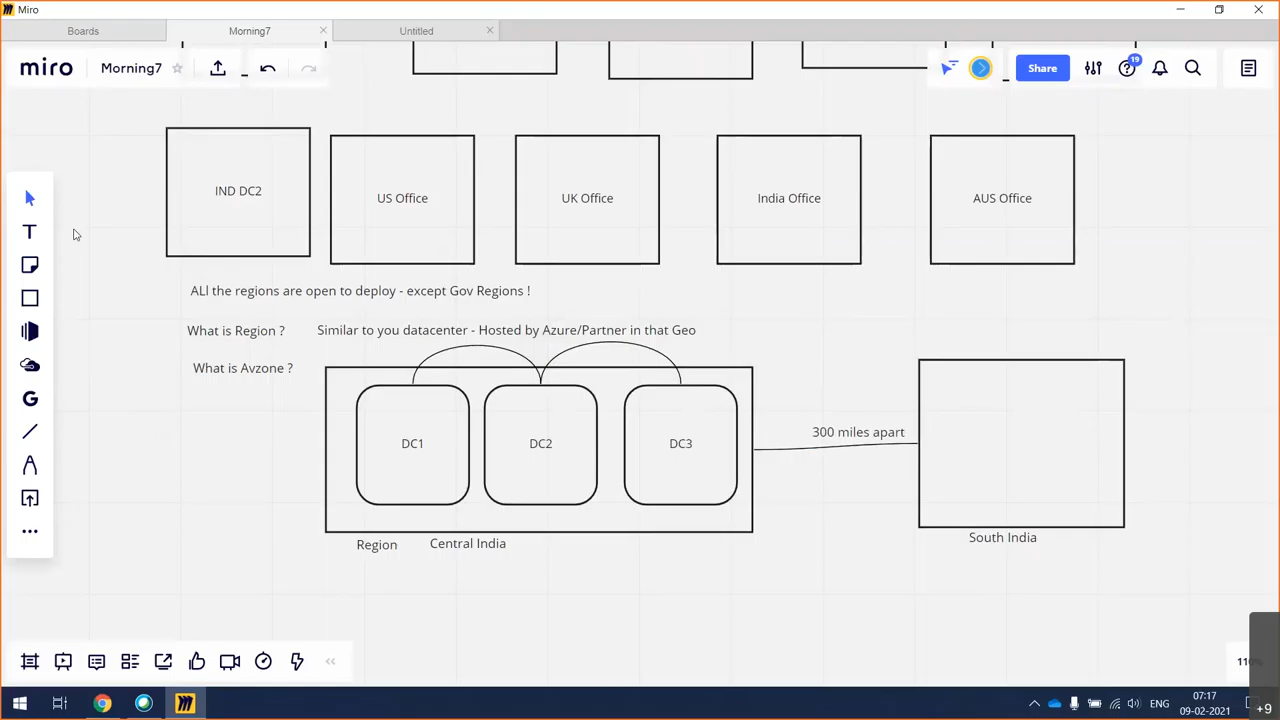 Miro
Boards
Morning7
Untitled
miro
Morning7
Share
19
IND DC2
US Office
UK Office
India Office
AUS Office
ALl the regions are open to deploy - except Gov Regions !
What is Region ?
Similar to you datacenter - Hosted by Azure/Partner in that Geo
What is Avzone ?
DC1
DC2
DC3
300 miles apart
Region
Central India
South India
ENG
07:17
09-02-2021
+9